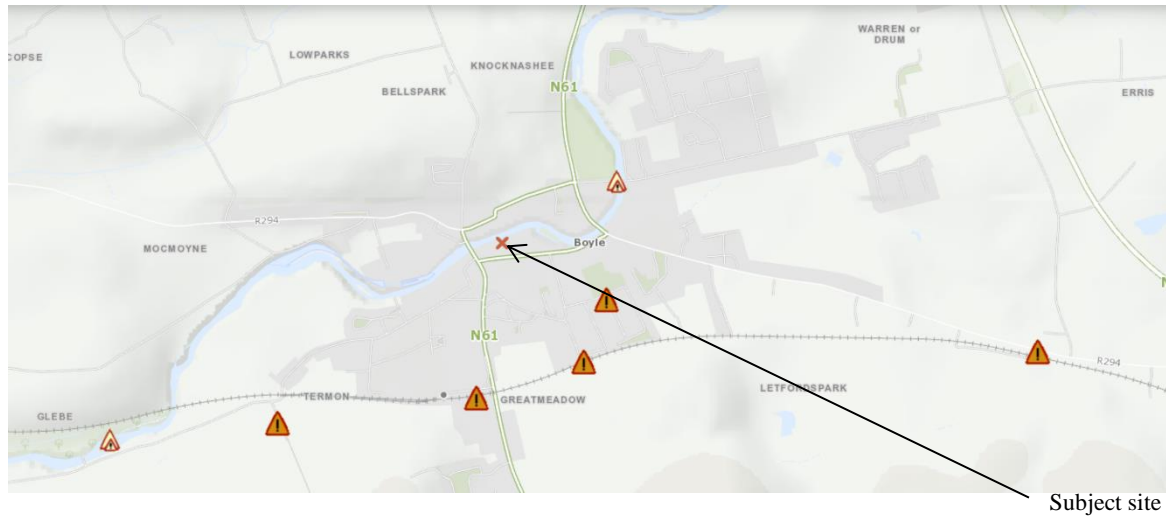 COPSE
LOWPARKS
KNOCKNASHEE
WARREN or
DRUM
BELLSPARK
N61
ERRIS
R294
MOCMOYNE
Boyle
N61
R294
TERMON
GREATMEADOW
LETFORDSPARK
GLEBE
Subject site